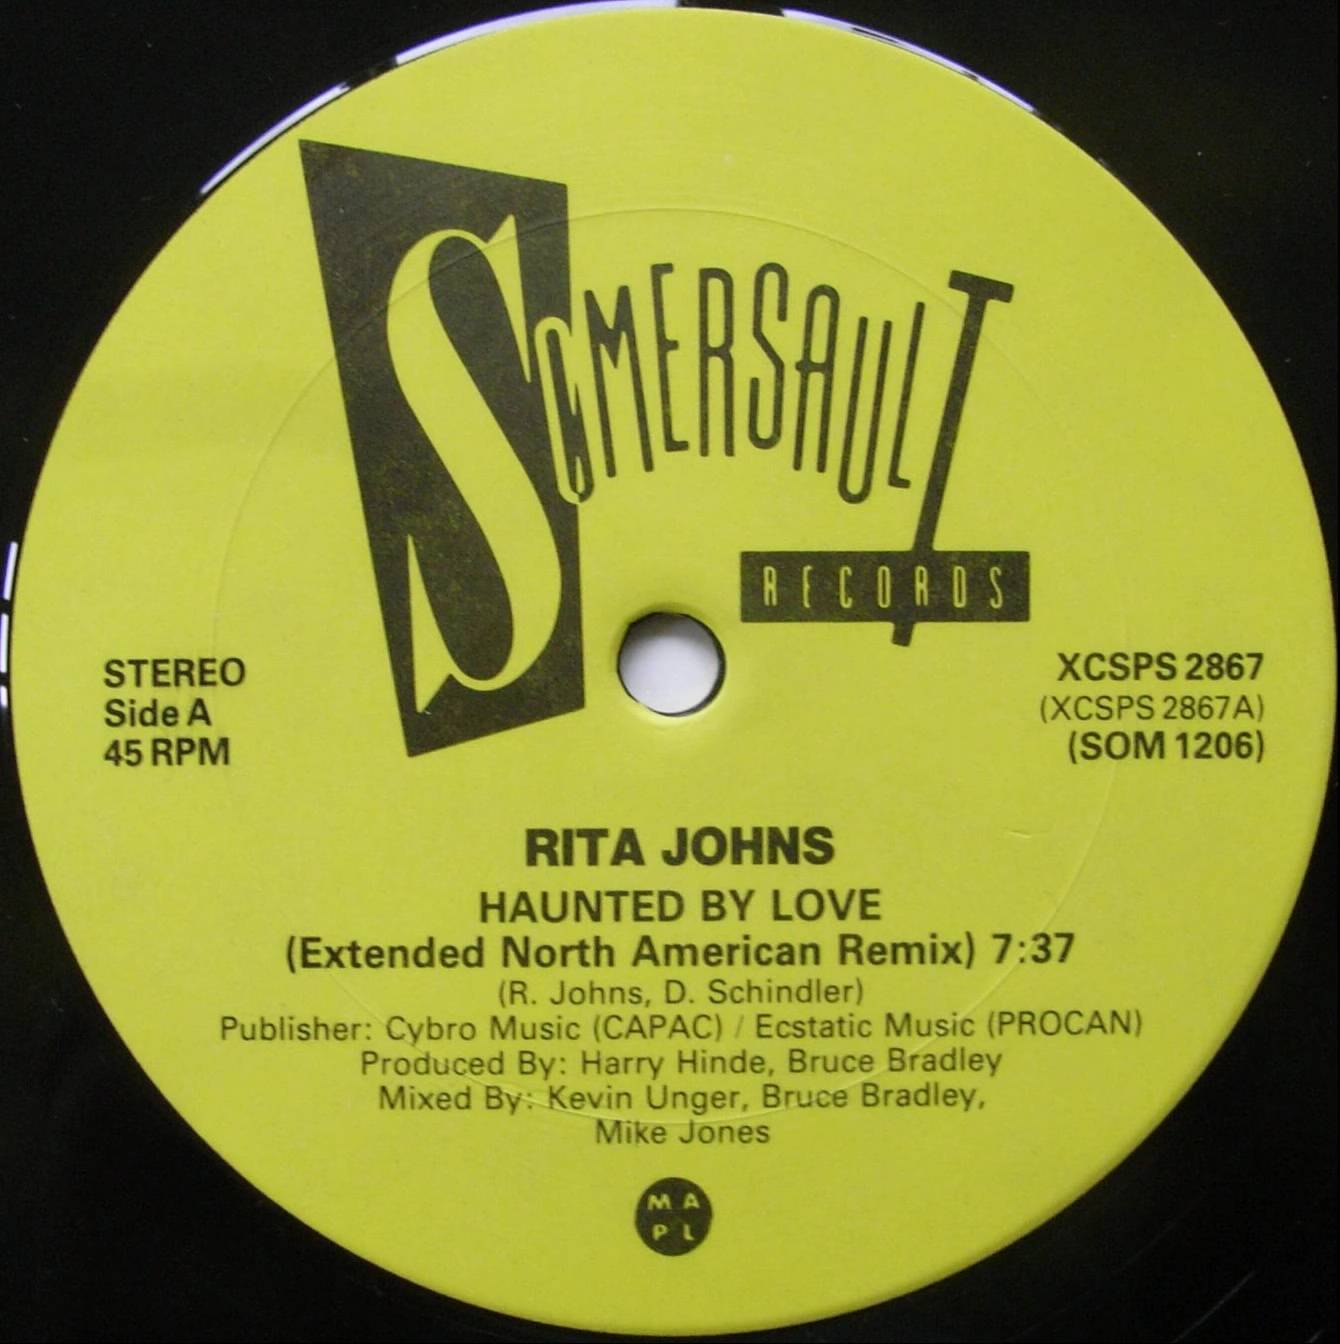 SOMERSAULT
RECORDS
STEREO
Side A
45 RPM
XCSPS 2867
(XCSPS 2867A)
(SOM 1206)
RITA JOHNS
HAUNTED BY LOVE
(Extended North American Remix) 7:37
(R. Johns, D. Schindler)
Publisher: Cybro Music (CAPAC) / Ecstatic Music (PROCAN)
Produced By: Harry Hinde, Bruce Bradley
Mixed By: Kevin Unger, Bruce Bradley,
Mike Jones
M A
P L